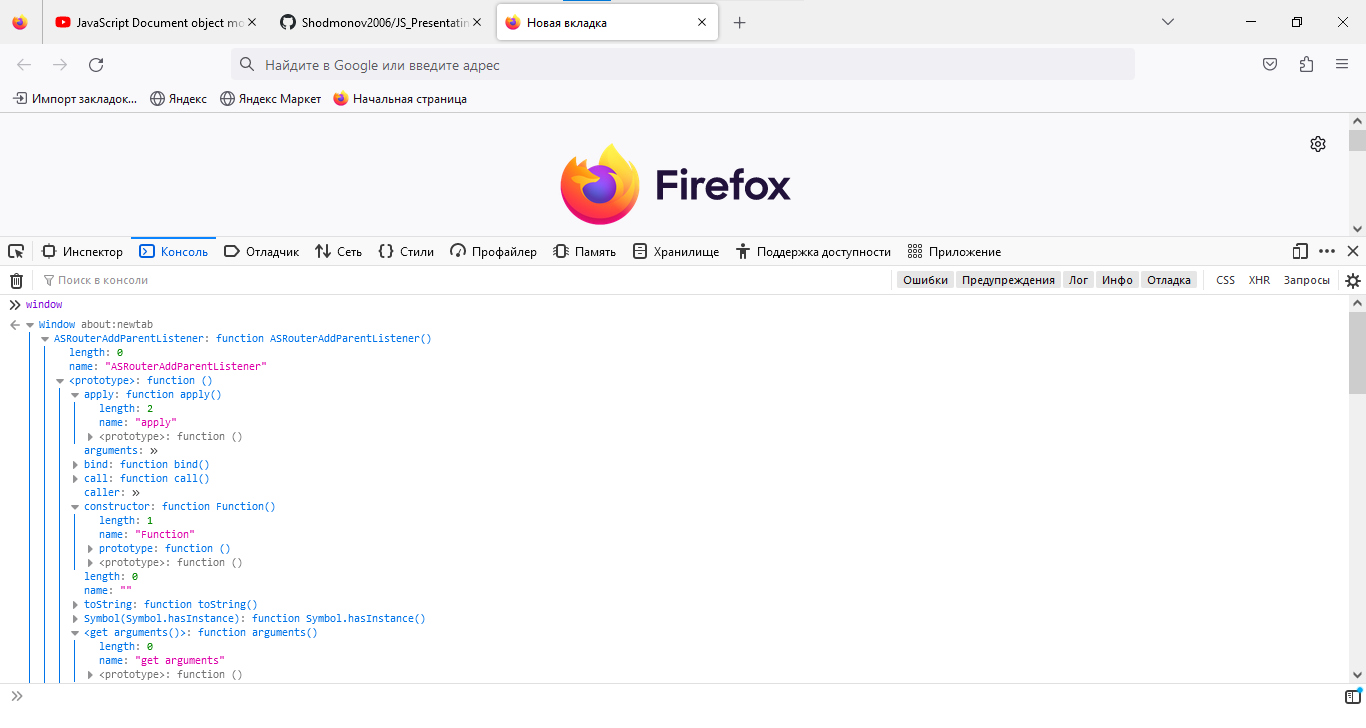 JavaScript Document object mo
Shodmonov2006/JS_Presentatin
Новая вкладка
Найдите в Google или введите адрес
Импорт закладок...
Яндекс
Яндекс Маркет
Начальная страница
Firefox
Инспектор
Консоль
Отладчик
Сеть
Стили
Профайлер
Память
Хранилище
Поддержка доступности
Приложение
Поиск в консоли
Ошибки
Предупреждения
Лог
Инфо
Отладка
CSS
XHR
Запросы
window
Window about:newtab
ASRouterAddParentListener: function ASRouterAddParentListener()
length: 0
name: "ASRouterAddParentListener"
<prototype>: function ()
apply: function apply()
length: 2
name: "apply"
<prototype>: function ()
arguments: »
bind: function bind()
call: function call()
caller: »
constructor: function Function()
length: 1
name: "Function"
prototype: function ()
<prototype>: function ()
length: 0
name: ""
toString: function toString()
Symbol(Symbol.hasInstance): function Symbol.hasInstance()
<get arguments()>: function arguments()
length: 0
name: "get arguments"
<prototype>: function ()